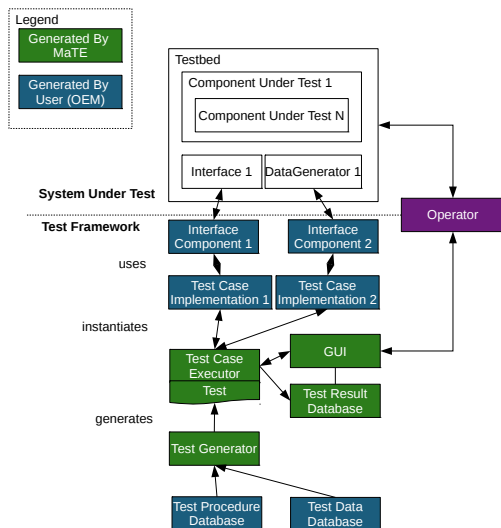 Legend
Generated By
MaTE
Generated By
User (OEM)
Testbed
Component Under Test 1
Component Under Test N
Interface 1
DataGenerator 1
System Under Test
Operator
Test Framework
Interface
Component 1
Interface
Component 2
uses
Test Case
Implementation 1
Test Case
Implementation 2
instantiates
Test Case
Executor
GUI
Test
Test Result
Database
generates
Test Generator
Test Procedure
Database
Test Data
Database